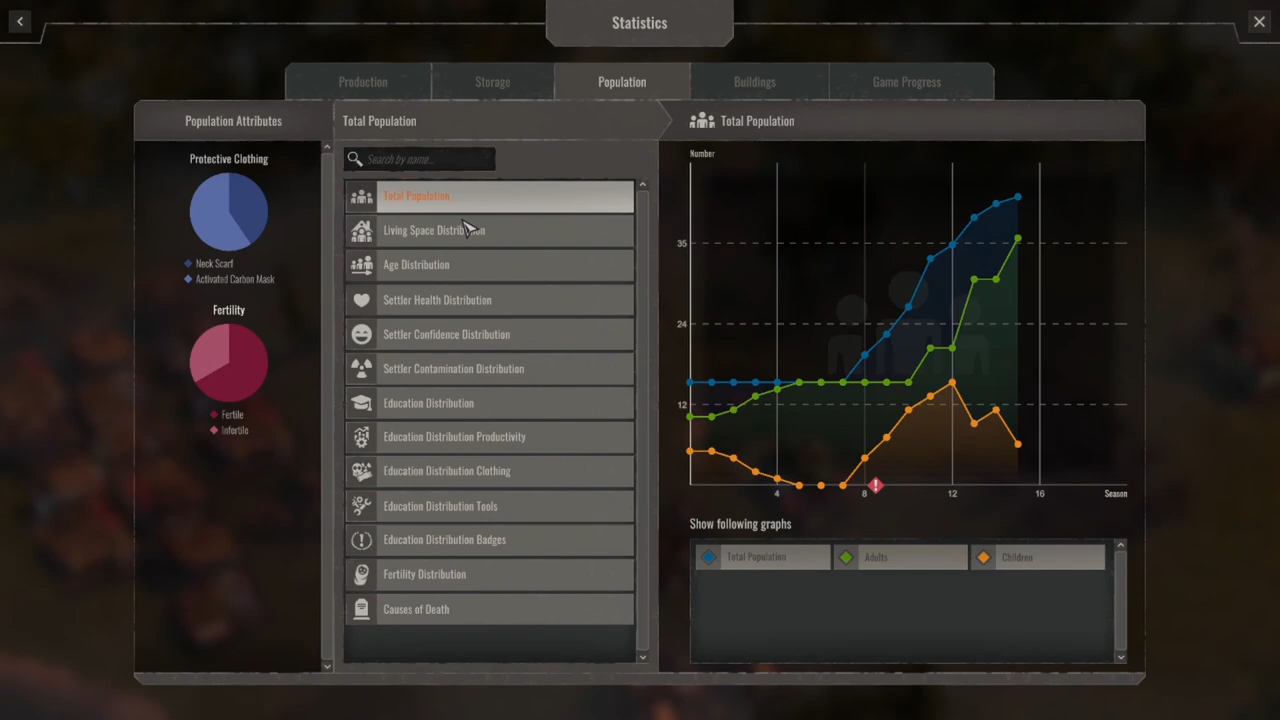 Statistics
Production
Storage
Population
Buildings
Game Progress
Population Attributes
Protective Clothing
Neck Scarf
Activated Carbon Mask
Fertility
Fertile
Infertile
Total Population
Search by name...
Total Population
Living Space Distribution
Age Distribution
Settler Health Distribution
Settler Confidence Distribution
Settler Contamination Distribution
Education Distribution
Education Distribution Productivity
Education Distribution Clothing
Education Distribution Tools
Education Distribution Badges
Fertility Distribution
Causes of Death
Total Population
Number
35
24
12
4
8
12
16
Season
Show following graphs
Total Population
Adults
Children